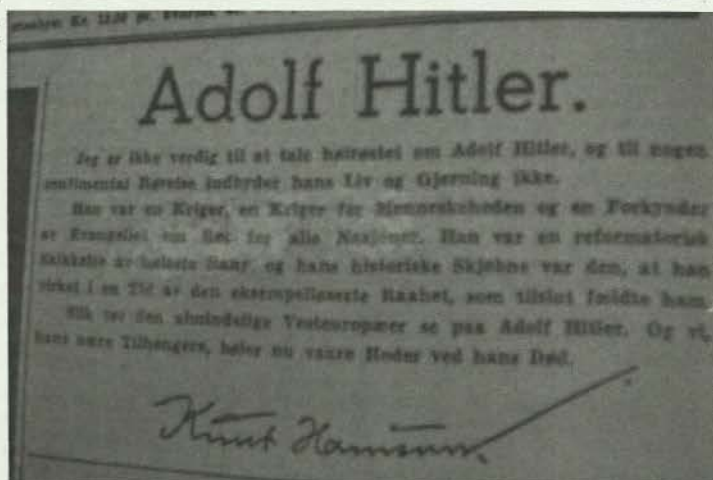 Adolf Hitler.
Jeg er ikke verdig til at tale høirøstet om Adolf Hitler, og til nogen
sentimental Rørelse indbyder hans Liv og Gjerning ikke.
Han var en Kriger, en Kriger for Menneskeheden og en Forkynder
av Evangeliet om Ret for alle Nasjoner. Han var en reformatorisk
Skikkelse av høieste Rang, og hans historiske Skjebne var den, at han
virket i en Tid av den eksempelløseste Raahet, som tilslut fældte ham.
Slik tør den almindelige Vesteuropæer se paa Adolf Hitler. Og vi,
hans nære Tilhengere, bøier nu vaare Hoder ved hans Død.
Knut Hamsun.